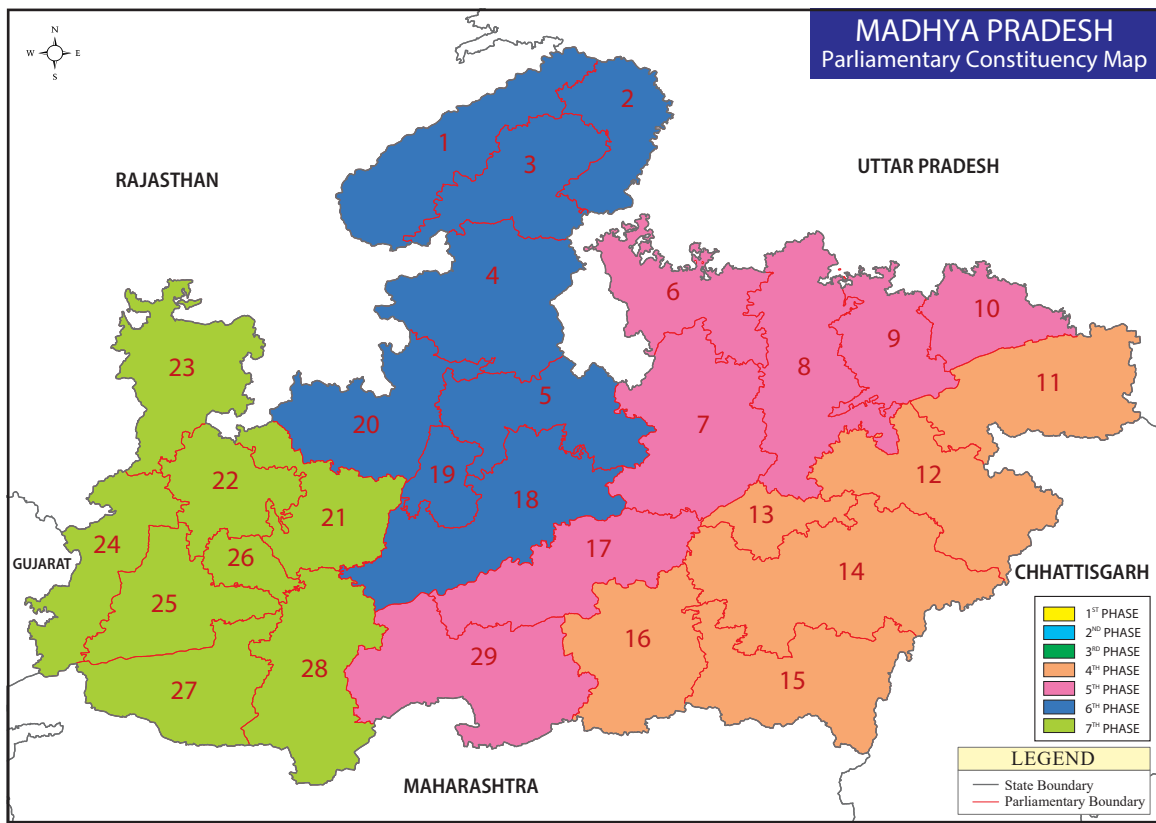 MADHYA PRADESH
Parliamentary Constituency Map
N
W E
S
RAJASTHAN
UTTAR PRADESH
GUJARAT
CHHATTISGARH
MAHARASHTRA
1
2
3
4
5
6
7
8
9
10
11
12
13
14
15
16
17
18
19
20
21
22
23
24
25
26
27
28
29
1ST PHASE
2ND PHASE
3RD PHASE
4TH PHASE
5TH PHASE
6TH PHASE
7TH PHASE
LEGEND
State Boundary
Parliamentary Boundary